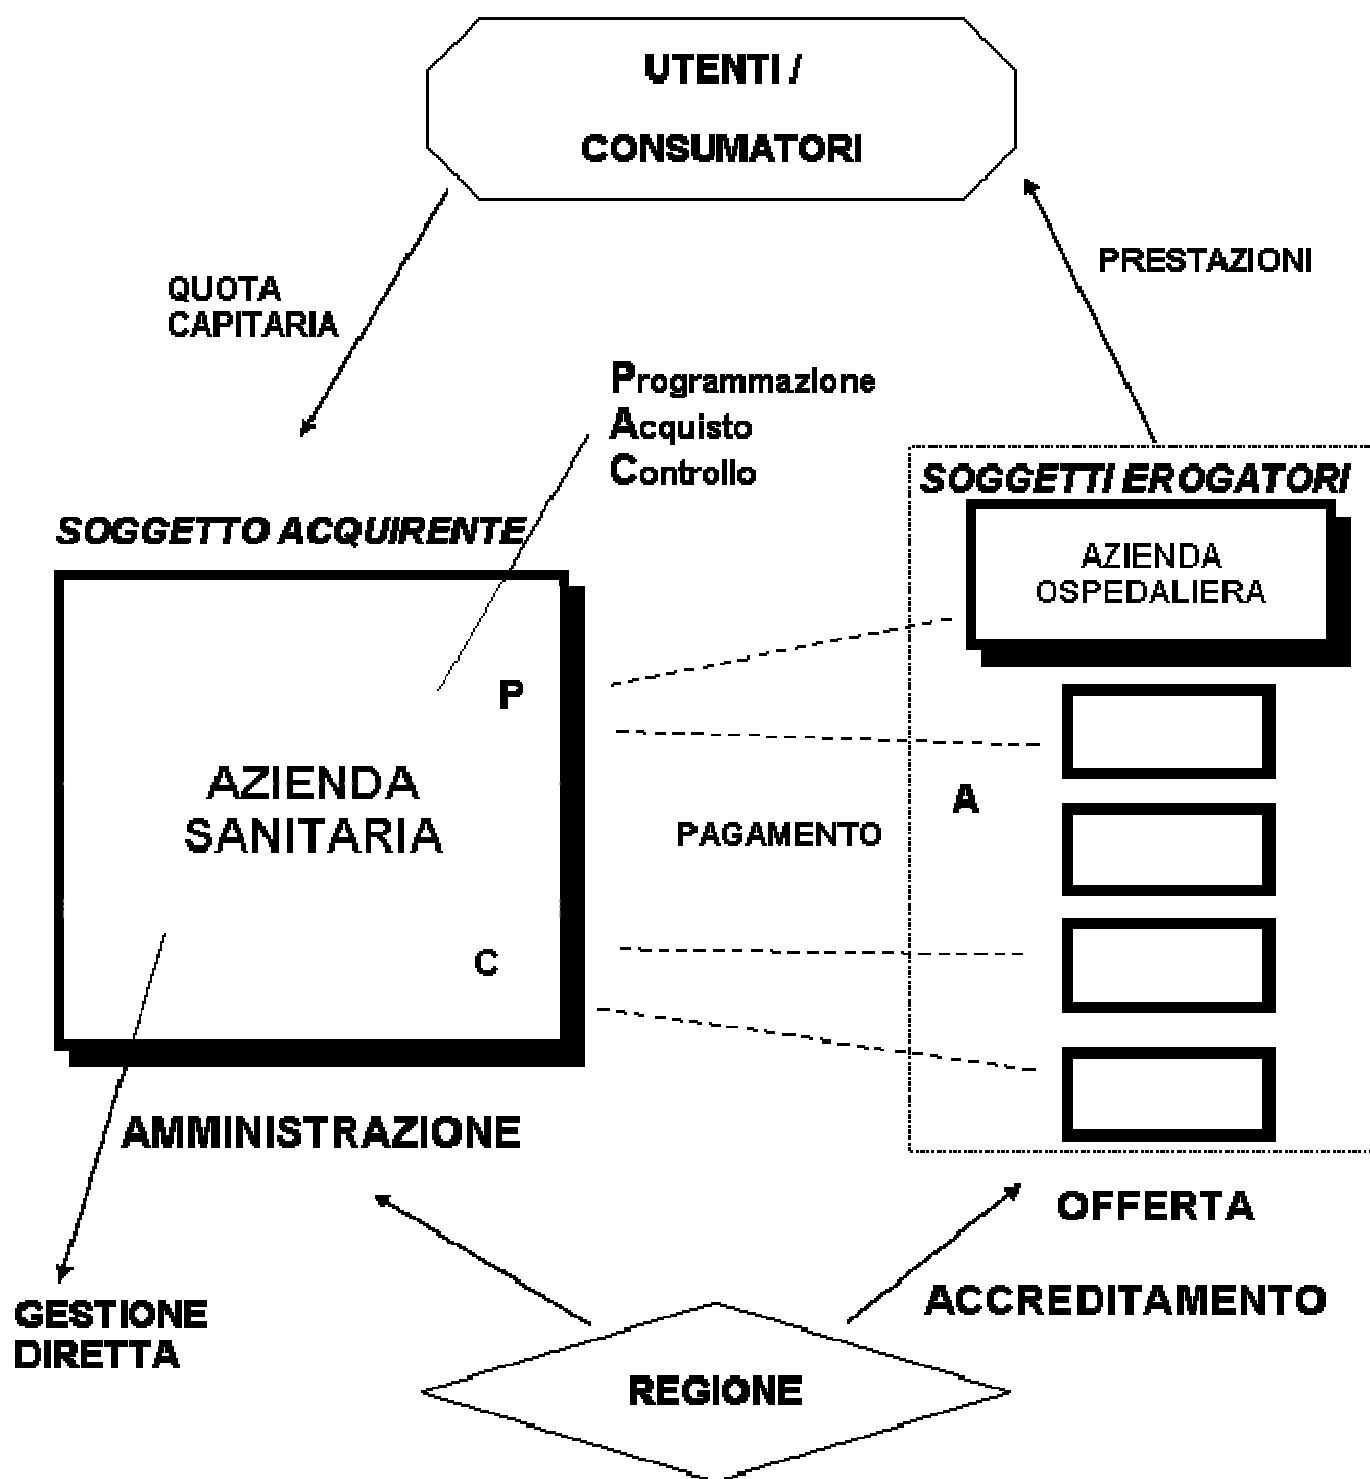 UTENTI /
CONSUMATORI
QUOTA
CAPITARIA
PRESTAZIONI
Programmazione
Acquisto
Controllo
SOGGETTO ACQUIRENTE
SOGGETTI EROGATORI
AZIENDA
OSPEDALIERA
P
AZIENDA
SANITARIA
A
PAGAMENTO
C
AMMINISTRAZIONE
OFFERTA
ACCREDITAMENTO
GESTIONE
DIRETTA
REGIONE